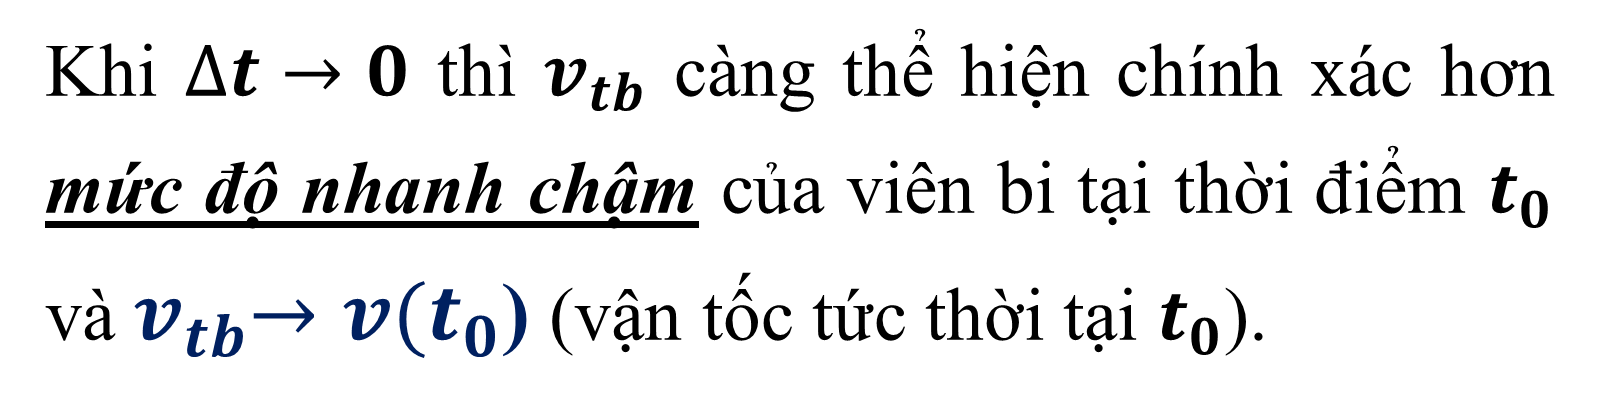 Khi Δt → 0 thì v_tb càng thể hiện chính xác hơn
mức độ nhanh chậm của viên bi tại thời điểm t₀
và v_tb → v(t₀) (vận tốc tức thời tại t₀).